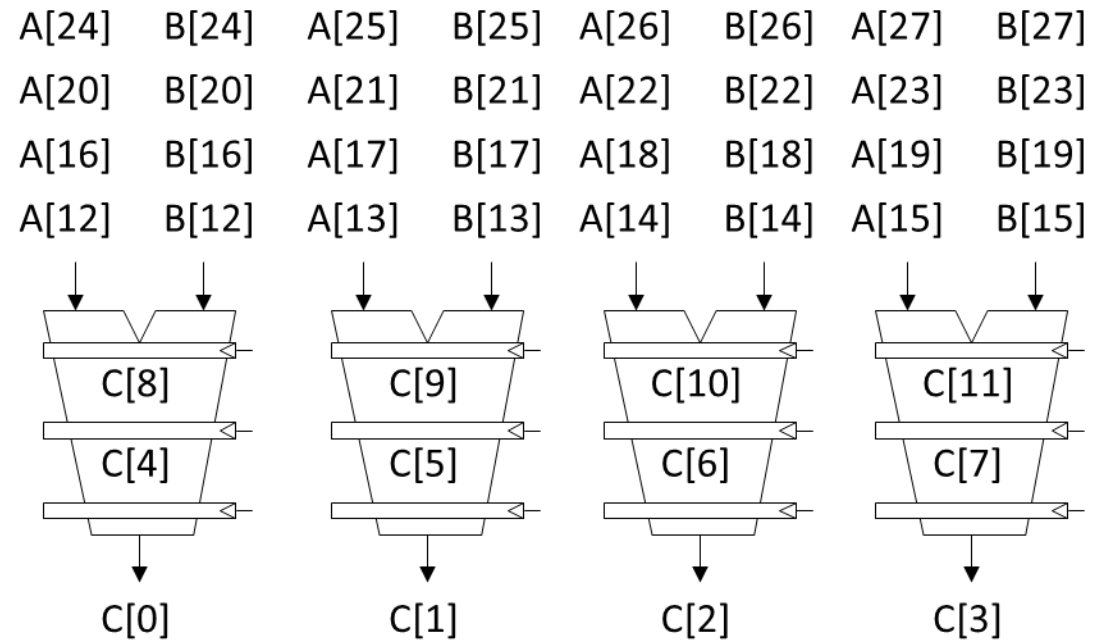 A[24] B[24] A[25] B[25] A[26] B[26] A[27] B[27]
A[20] B[20] A[21] B[21] A[22] B[22] A[23] B[23]
A[16] B[16] A[17] B[17] A[18] B[18] A[19] B[19]
A[12] B[12] A[13] B[13] A[14] B[14] A[15] B[15]
C[8] C[9] C[10] C[11]
C[4] C[5] C[6] C[7]
C[0] C[1] C[2] C[3]